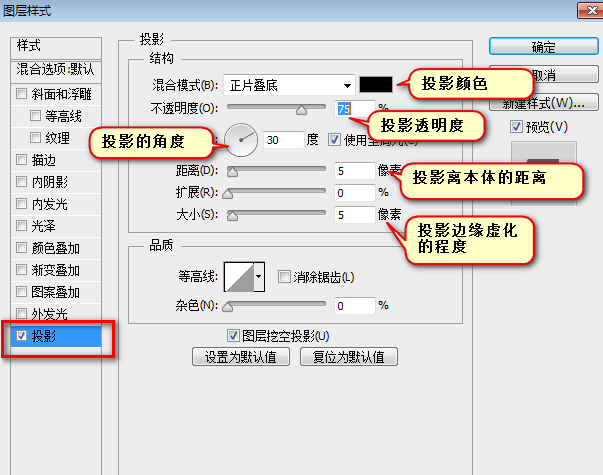 图层样式
样式
混合选项:默认
斜面和浮雕
等高线
纹理
描边
内阴影
内发光
光泽
颜色叠加
渐变叠加
图案叠加
外发光
投影
投影
结构
混合模式(B): 正片叠底
投影颜色
不透明度(O): 75 %
投影透明度
投影的角度
30 度 使用全局光(G)
距离(D): 5 像素
投影离本体的距离
扩展(R): 0 %
大小(S): 5 像素
投影边缘虚化
的程度
品质
等高线: 消除锯齿(L)
杂色(N): 0 %
图层挖空投影(U)
设置为默认值 复位为默认值
确定
取消
新建样式(W)...
预览(V)